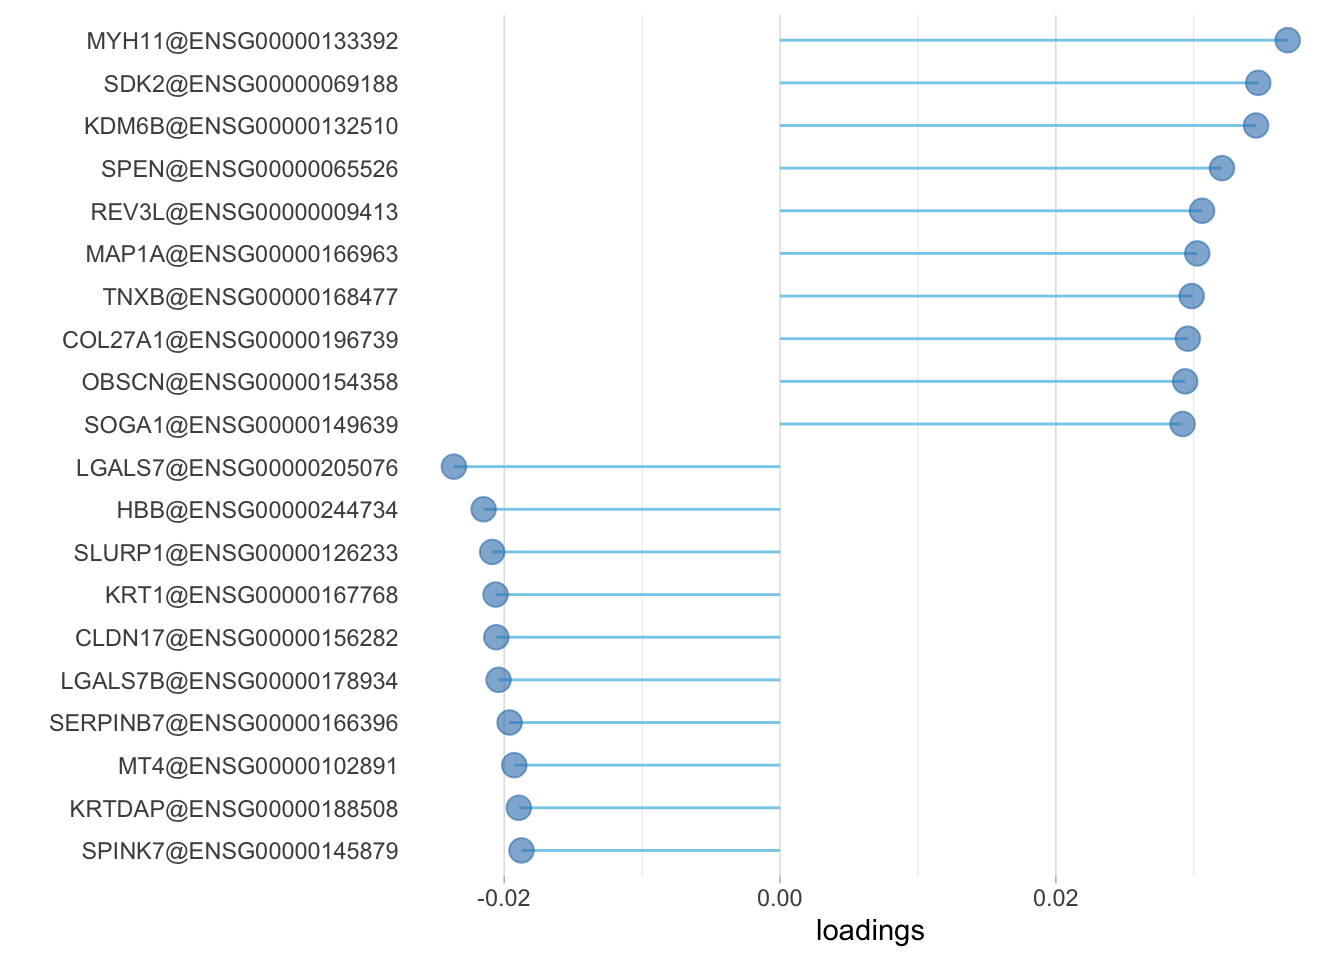 MYH11@ENSG00000133392
SDK2@ENSG00000069188
KDM6B@ENSG00000132510
SPEN@ENSG00000065526
REV3L@ENSG00000009413
MAP1A@ENSG00000166963
TNXB@ENSG00000168477
COL27A1@ENSG00000196739
OBSCN@ENSG00000154358
SOGA1@ENSG00000149639
LGALS7@ENSG00000205076
HBB@ENSG00000244734
SLURP1@ENSG00000126233
KRT1@ENSG00000167768
CLDN17@ENSG00000156282
LGALS7B@ENSG00000178934
SERPINB7@ENSG00000166396
MT4@ENSG00000102891
KRTDAP@ENSG00000188508
SPINK7@ENSG00000145879
-0.02 0.00 0.02
loadings